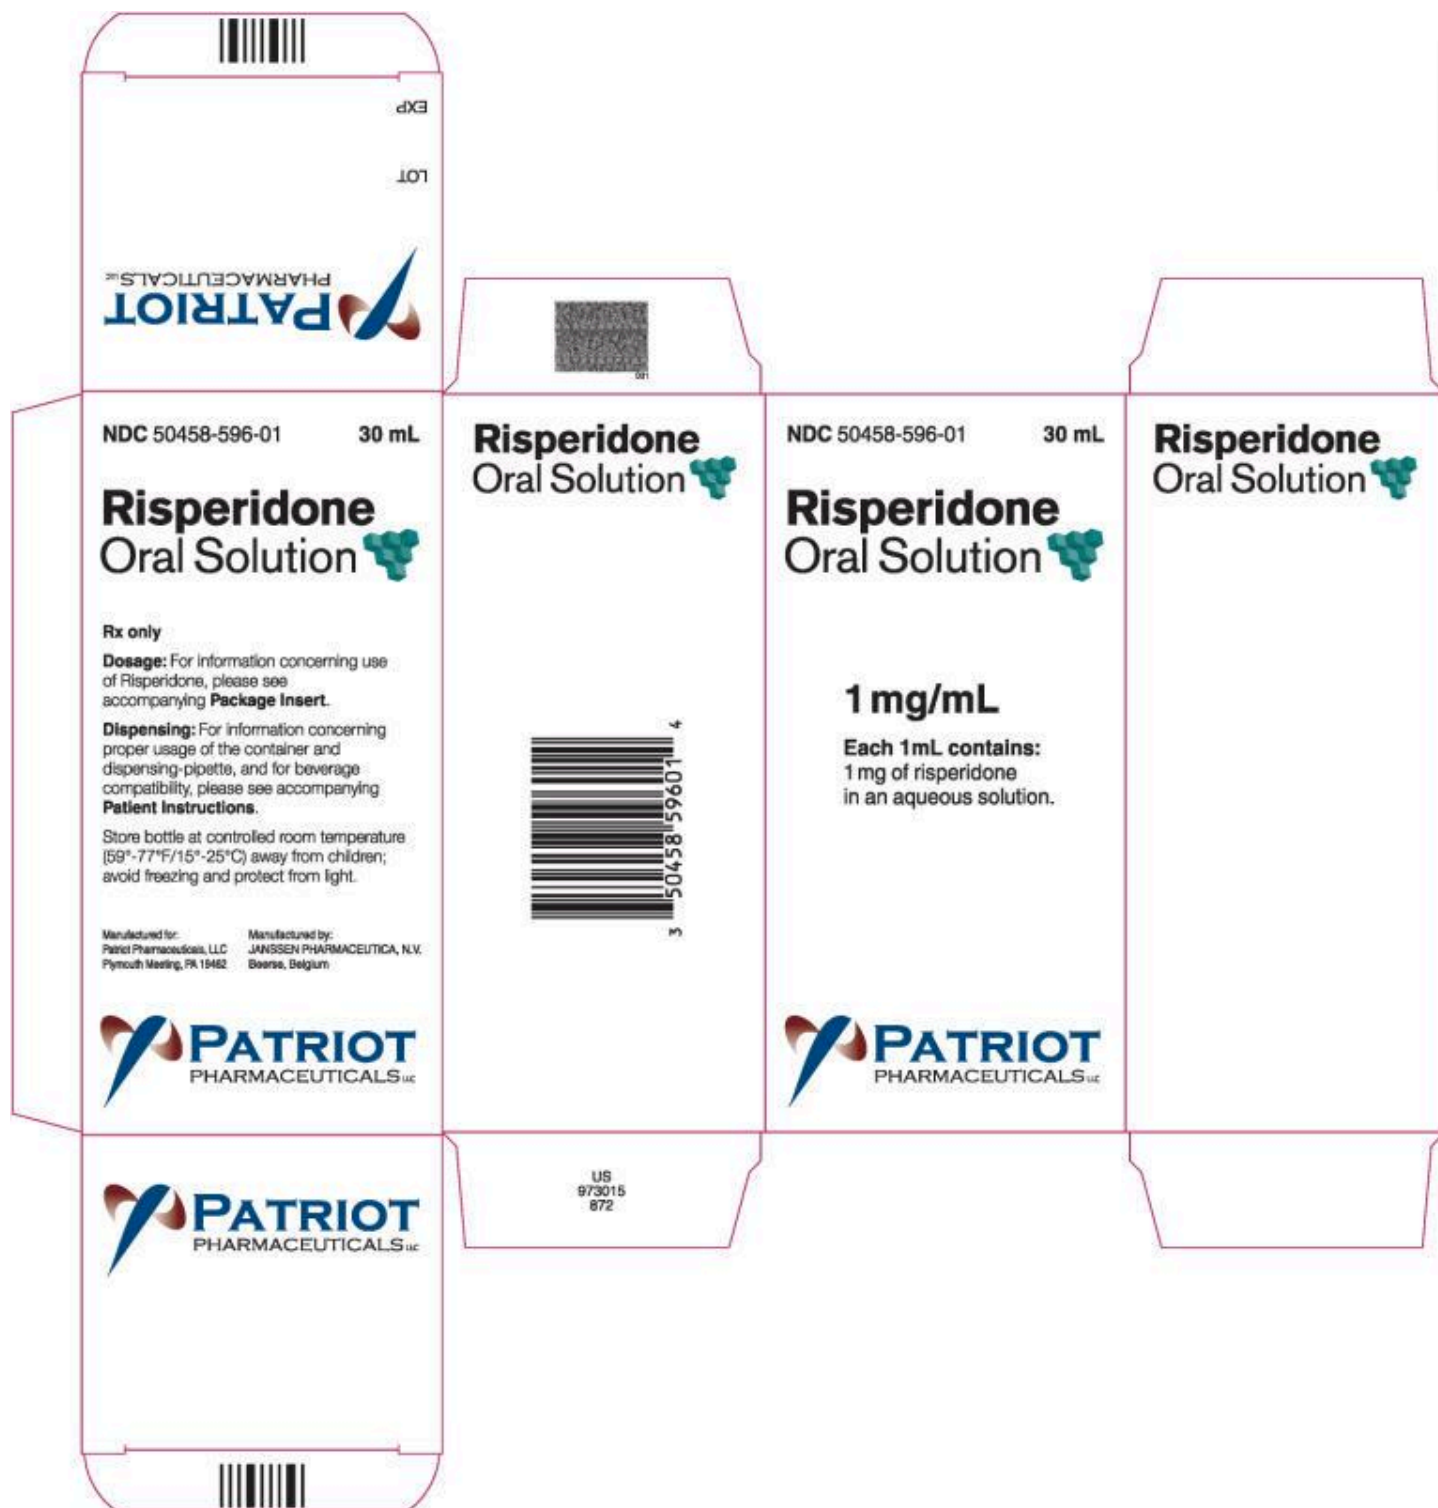 EXP
LOT
PATRIOT
PHARMACEUTICALS LLC
001
NDC 50458-596-01 30 mL
Risperidone
Oral Solution
Rx only
Dosage: For information concerning use
of Risperidone, please see
accompanying Package Insert.
Dispensing: For information concerning
proper usage of the container and
dispensing-pipette, and for beverage
compatibility, please see accompanying
Patient Instructions.
Store bottle at controlled room temperature
(59°-77°F/15°-25°C) away from children;
avoid freezing and protect from light.
Manufactured for:
Patriot Pharmaceuticals, LLC
Plymouth Meeting, PA 19462
Manufactured by:
JANSSEN PHARMACEUTICA, N.V.
Beerse, Belgium
PATRIOT
PHARMACEUTICALS LLC
PATRIOT
PHARMACEUTICALS LLC
Risperidone
Oral Solution
3 50458 59601 4
US
973015
872
NDC 50458-596-01 30 mL
Risperidone
Oral Solution
1 mg/mL
Each 1mL contains:
1 mg of risperidone
in an aqueous solution.
PATRIOT
PHARMACEUTICALS LLC
Risperidone
Oral Solution